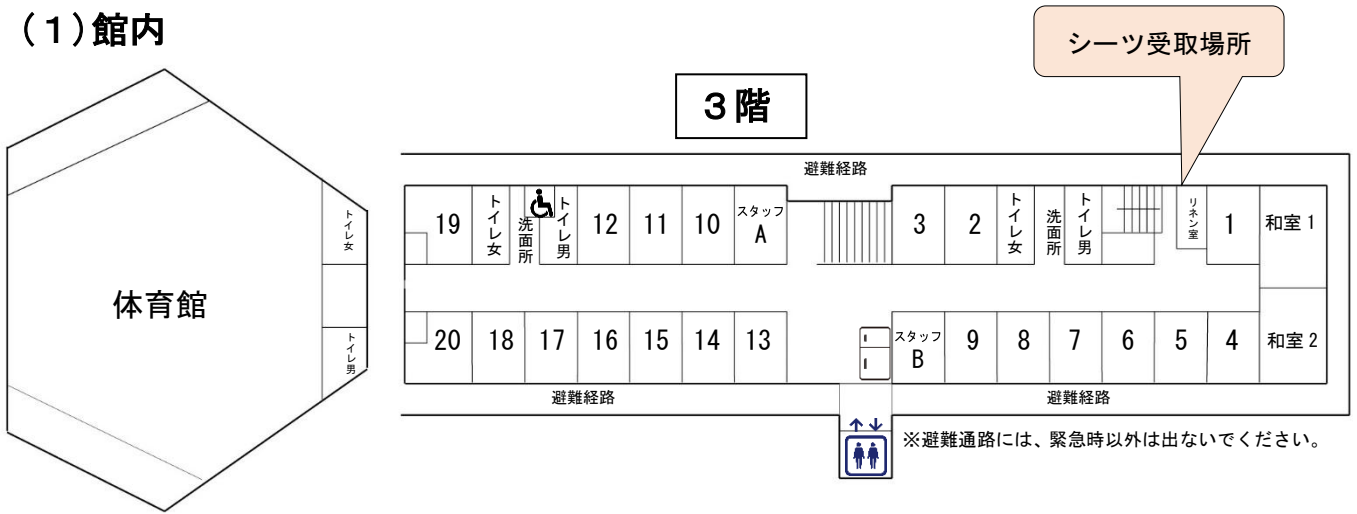 （１）館内
シーツ受取場所
３階
避難経路
19
トイレ女
洗面所
トイレ男
12
11
10
スタッフ
A
3
2
トイレ女
洗面所
トイレ男
リネン室
1
和室１
トイレ女
体育館
トイレ男
20
18
17
16
15
14
13
スタッフ
B
9
8
7
6
5
4
和室２
避難経路
避難経路
※避難通路には、緊急時以外は出ないでください。